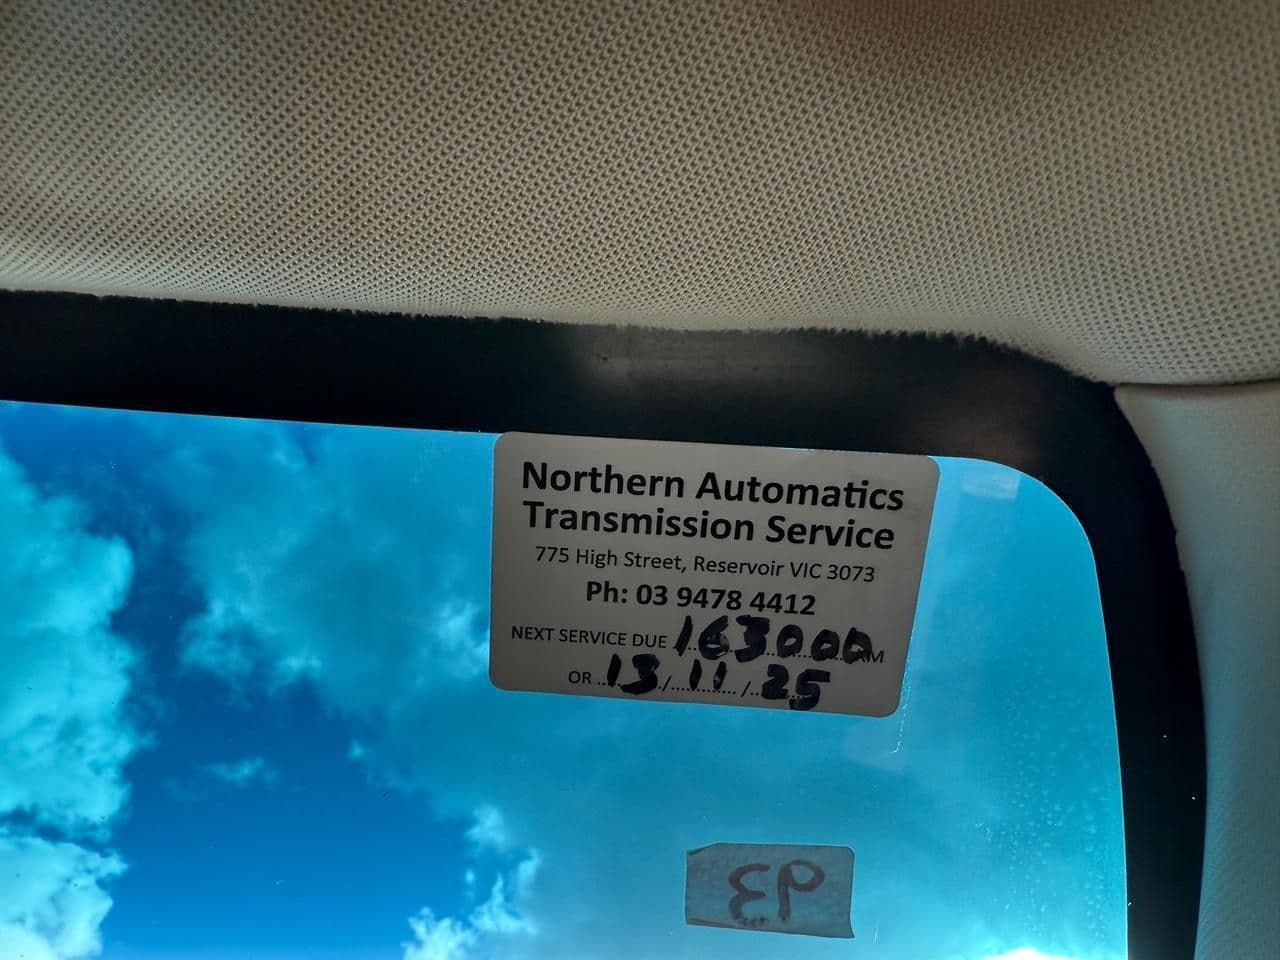 Northern Automatics
Transmission Service
775 High Street, Reservoir VIC 3073
Ph: 03 9478 4412
NEXT SERVICE DUE 163000 KM
OR 13 / 11 / 25